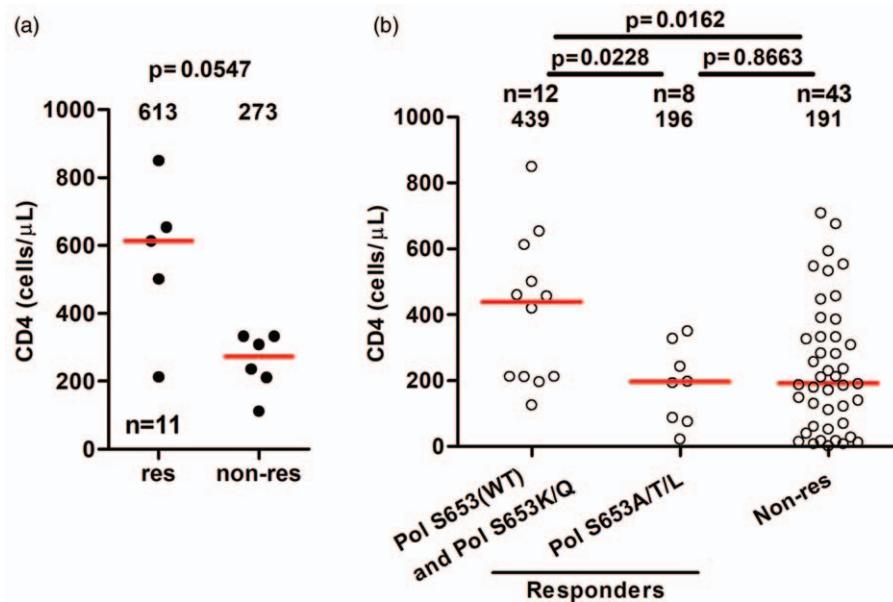 (a)
p=0.0547
613 273
1000
800
600
400
200
0
CD4 (cells/μL)
n=11
res non-res
(b)
p=0.0162
p=0.0228 p=0.8663
n=12 n=8 n=43
439 196 191
1000
800
600
400
200
0
CD4 (cells/μL)
Pol S653(WT)
and Pol S653K/Q
Pol S653A/T/L
Non-res
Responders